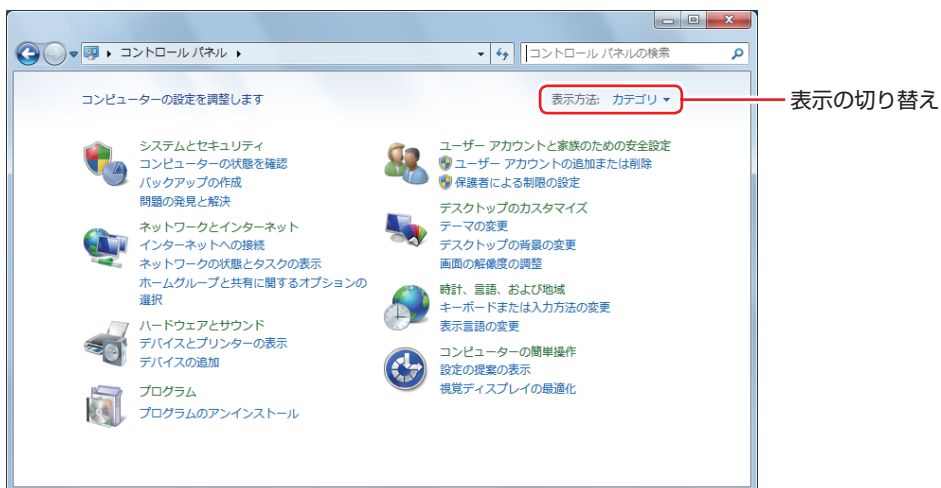 コントロール パネル
コントロール パネルの検索
コンピューターの設定を調整します
表示方法: カテゴリ
表示の切り替え
システムとセキュリティ
コンピューターの状態を確認
バックアップの作成
問題の発見と解決
ネットワークとインターネット
インターネットへの接続
ネットワークの状態とタスクの表示
ホームグループと共有に関するオプションの
選択
ハードウェアとサウンド
デバイスとプリンターの表示
デバイスの追加
プログラム
プログラムのアンインストール
ユーザー アカウントと家族のための安全設定
ユーザー アカウントの追加または削除
保護者による制限の設定
デスクトップのカスタマイズ
テーマの変更
デスクトップの背景の変更
画面の解像度の調整
時計、言語、および地域
キーボードまたは入力方法の変更
表示言語の変更
コンピューターの簡単操作
設定の提案の表示
視覚ディスプレイの最適化